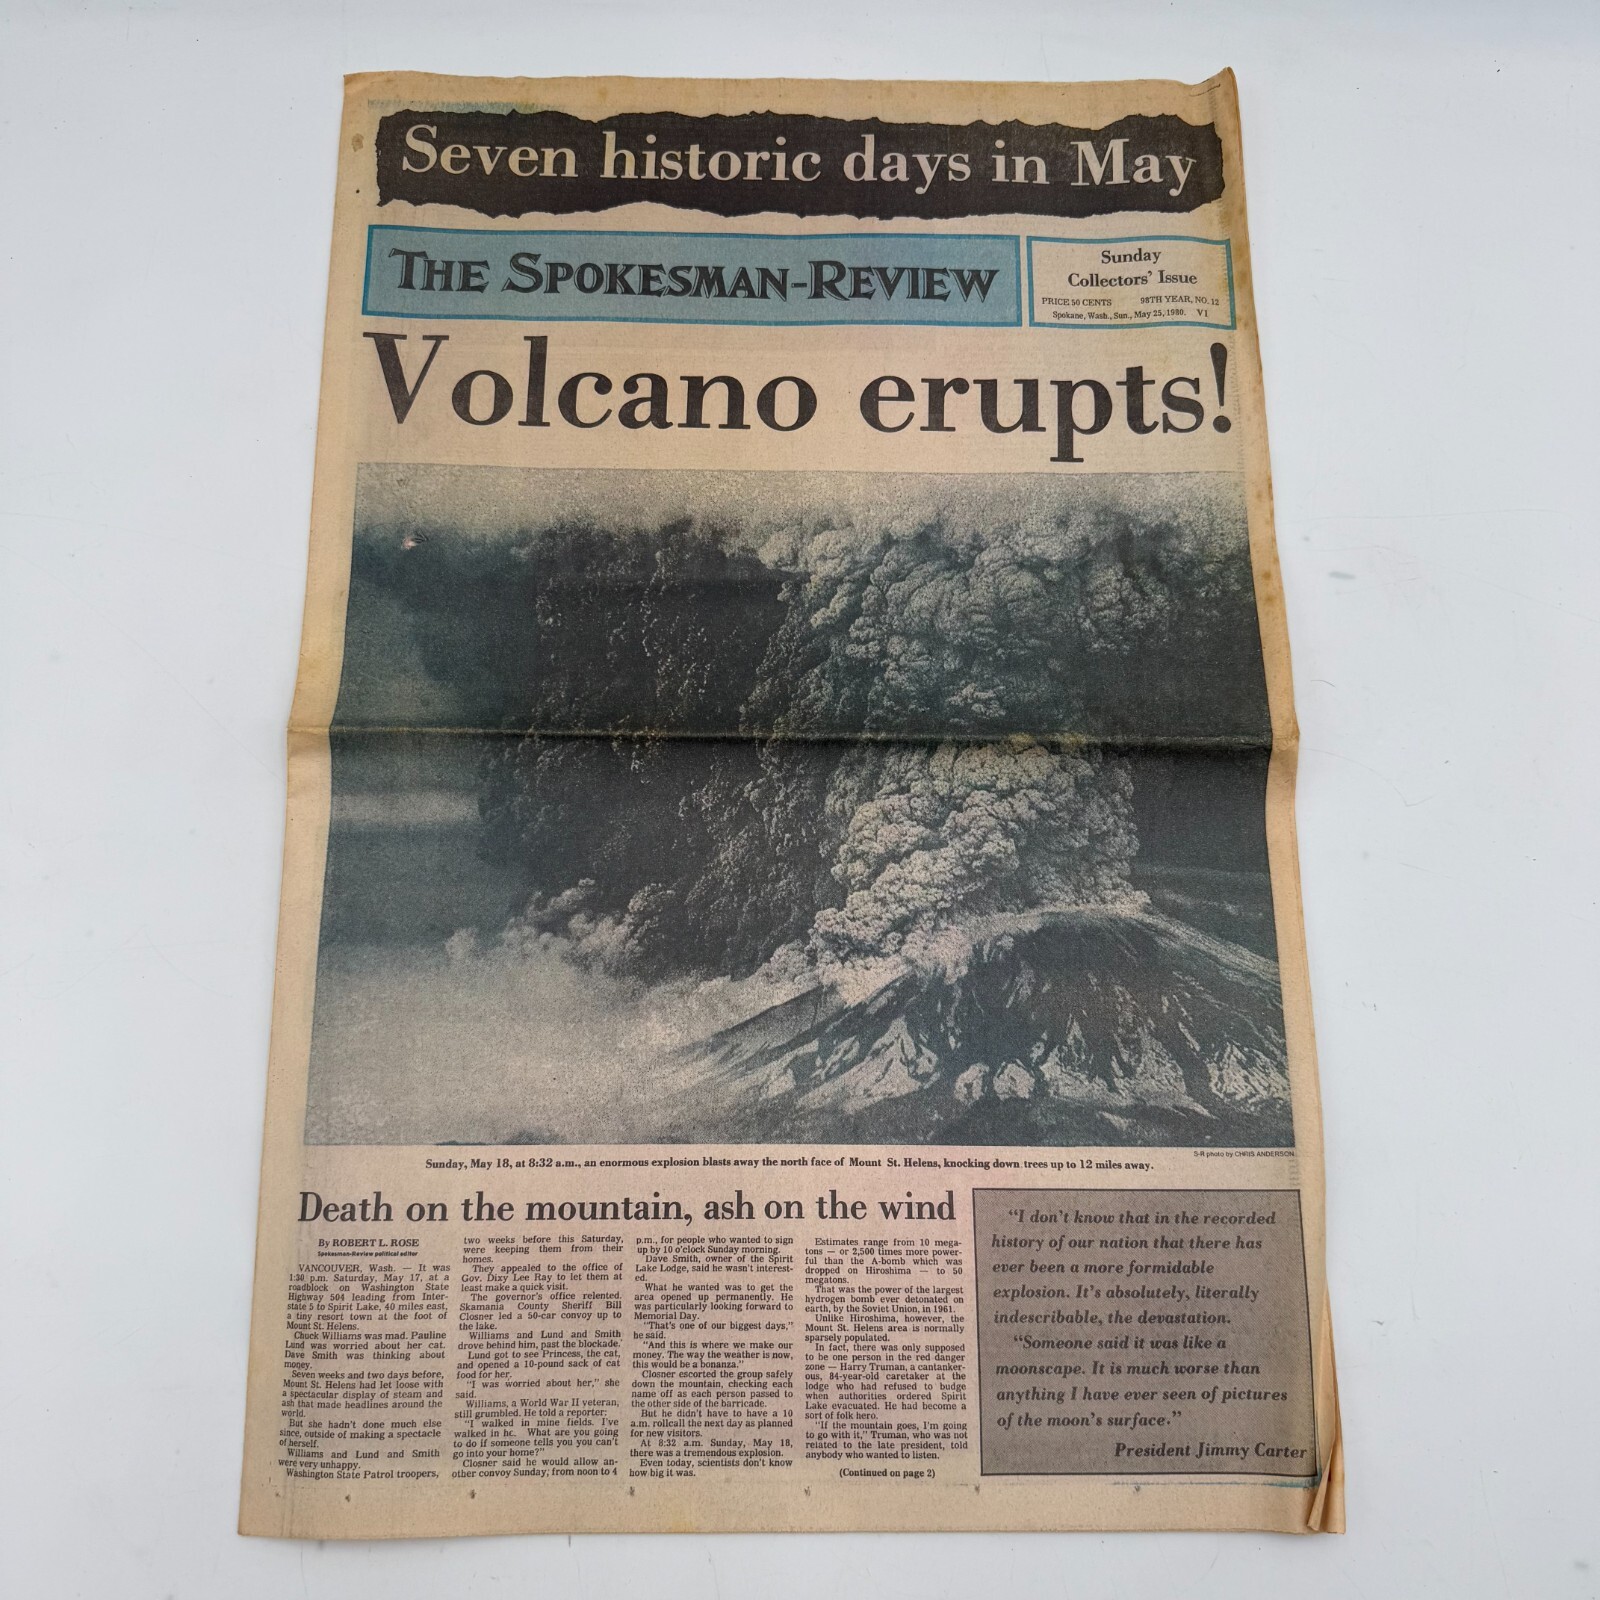 Seven historic days in May
THE SPOKESMAN-REVIEW
Sunday
Collectors' Issue
PRICE 50 CENTS 98TH YEAR, NO. 12
Spokane, Wash., Sun., May 25, 1980. V1
Volcano erupts!
S-R photo by CHRIS ANDERSON
Sunday, May 18, at 8:32 a.m., an enormous explosion blasts away the north face of Mount St. Helens, knocking down trees up to 12 miles away.
Death on the mountain, ash on the wind
By ROBERT L. ROSE
Spokesman-Review political editor
VANCOUVER, Wash. — It was
1:30 p.m. Saturday, May 17, at a
roadblock on Washington State
Highway 504 leading from Inter-
state 5 to Spirit Lake, 40 miles east,
a tiny resort town at the foot of
Mount St. Helens.
Chuck Williams was mad. Pauline
Lund was worried about her cat.
Dave Smith was thinking about
money.
Seven weeks and two days before,
Mount St. Helens had let loose with
a spectacular display of steam and
ash that made headlines around the
world.
But she hadn't done much else
since, outside of making a spectacle
of herself.
Williams and Lund and Smith
were very unhappy.
Washington State Patrol troopers,
two weeks before this Saturday,
were keeping them from their
homes.
They appealed to the office of
Gov. Dixy Lee Ray to let them at
least make a quick visit.
The governor's office relented.
Skamania County Sheriff Bill
Closner led a 50-car convoy up to
the lake.
Williams and Lund and Smith
drove behind him, past the blockade.
Lund got to see Princess, the cat,
and opened a 10-pound sack of cat
food for her.
"I was worried about her," she
said.
Williams, a World War II veteran,
still grumbled. He told a reporter:
"I walked in mine fields. I've
walked in What are you going
to do if someone tells you you can't
go into your home?"
Closner said he would allow an-
other convoy Sunday; from noon to 4
p.m., for people who wanted to sign
up by 10 o'clock Sunday morning.
Dave Smith, owner of the Spirit
Lake Lodge, said he wasn't interest-
ed.
What he wanted was to get the
area opened up permanently. He
was particularly looking forward to
Memorial Day.
"That's one of our biggest days,"
he said.
"And this is where we make our
money. The way the weather is now,
this would be a bonanza."
Closner escorted the group safely
down the mountain, checking each
name off as each person passed to
the other side of the barricade.
But he didn't have to have a 10
a.m. rollcall the next day as planned
for new visitors.
At 8:32 a.m. Sunday, May 18,
there was a tremendous explosion.
Even today, scientists don't know
how big it was.
Estimates range from 10 mega-
tons — or 2,500 times more power-
ful than the A-bomb which was
dropped on Hiroshima — to 50
megatons.
That was the power of the largest
hydrogen bomb ever detonated on
earth, by the Soviet Union, in 1961.
Unlike Hiroshima, however, the
Mount St. Helens area is normally
sparsely populated.
In fact, there was only supposed
to be one person in the red danger
zone — Harry Truman, a cantanker-
ous, 84-year-old caretaker at the
lodge who had refused to budge
when authorities ordered Spirit
Lake evacuated. He had become a
sort of folk hero.
"If the mountain goes, I'm going
to go with it," Truman, who was not
related to the late president, told
anybody who wanted to listen.
(Continued on page 2)
"I don't know that in the recorded
history of our nation that there has
ever been a more formidable
explosion. It's absolutely, literally
indescribable, the devastation.
"Someone said it was like a
moonscape. It is much worse than
anything I have ever seen of pictures
of the moon's surface."
President Jimmy Carter